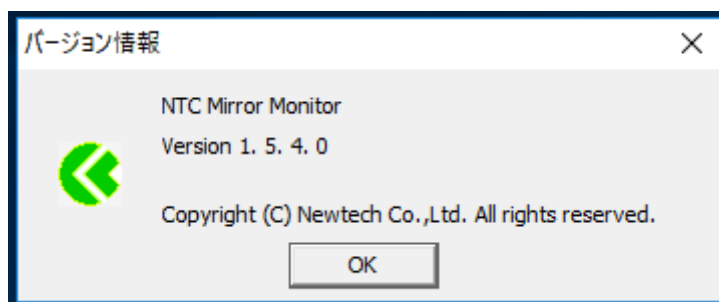 バージョン情報
NTC Mirror Monitor
Version 1. 5. 4. 0
Copyright (C) Newtech Co.,Ltd. All rights reserved.
OK